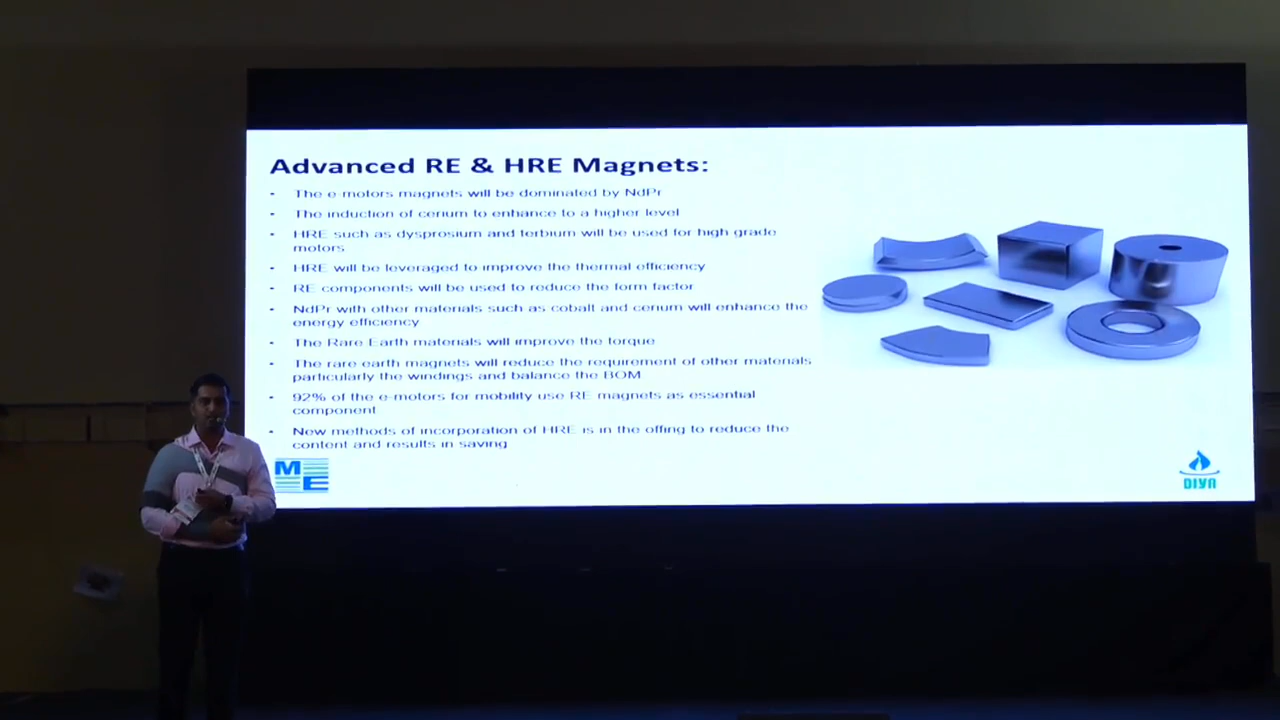 Advanced RE & HRE Magnets:
- The e-motors magnets will be dominated by NdPr
- The induction of cerium to enhance to a higher level
- HRE such as dysprosium and terbium will be used for high grade
motors
- HRE will be leveraged to improve the thermal efficiency
- RE components will be used to reduce the form factor
- NdPr with other materials such as cobalt and cerium will enhance the
energy efficiency
- The Rare Earth materials will improve the torque
- The rare earth magnets will reduce the requirement of other materials
particularly the windings and balance the BOM
- 92% of the e-motors for mobility use RE magnets as essential
component
- New methods of incorporation of HRE is in the offing to reduce the
content and results in saving
M
E
DIYA